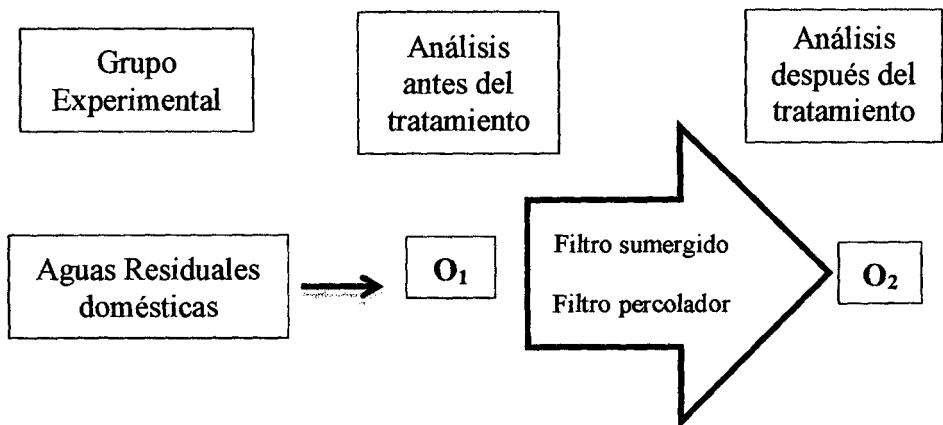 Grupo
Experimental
Análisis
antes del
tratamiento
Análisis
después del
tratamiento
Aguas Residuales
domésticas
O₁
Filtro sumergido
Filtro percolador
O₂